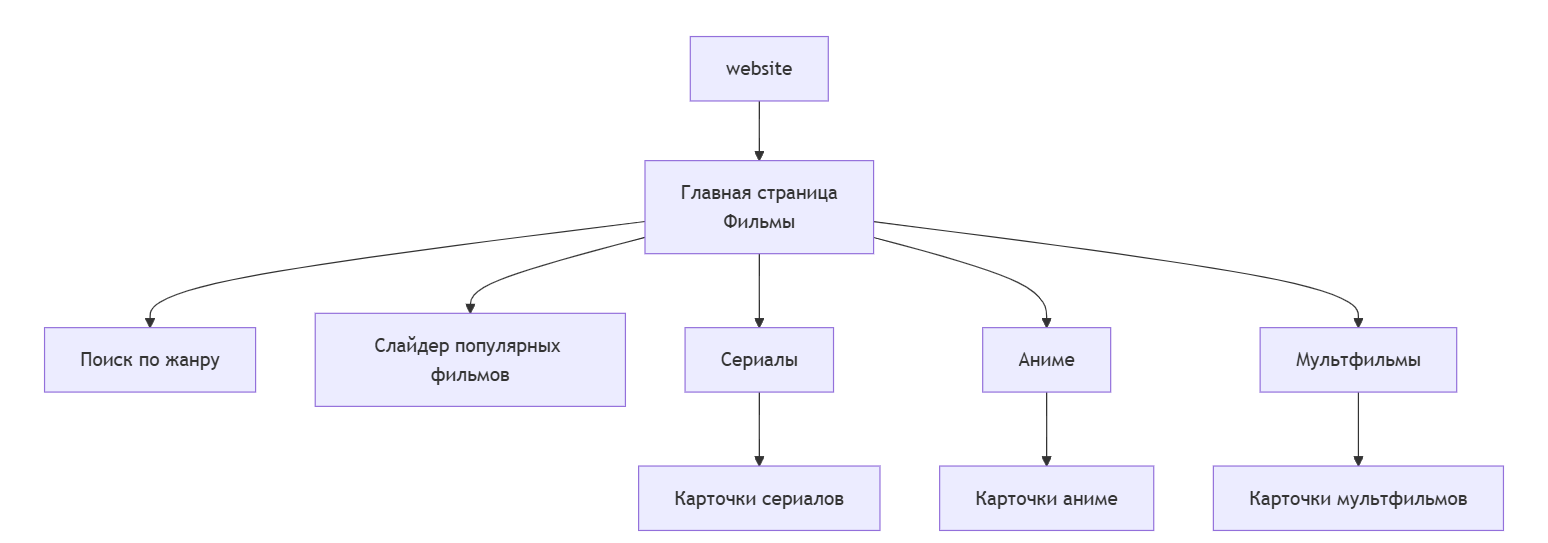 website
Главная страница
Фильмы
Поиск по жанру
Слайдер популярных
фильмов
Сериалы
Аниме
Мультфильмы
Карточки сериалов
Карточки аниме
Карточки мультфильмов